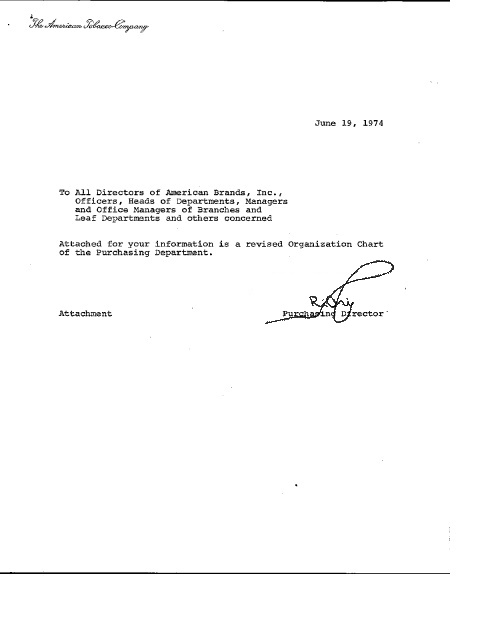 The American Tobacco Company
June 19, 1974
To All Directors of American Brands, Inc.,
Officers, Heads of Departments, Managers
and Office Managers of Branches and
Leaf Departments and others concerned
Attached for your information is a revised Organization Chart
of the Purchasing Department.
Attachment
Purchasing Director